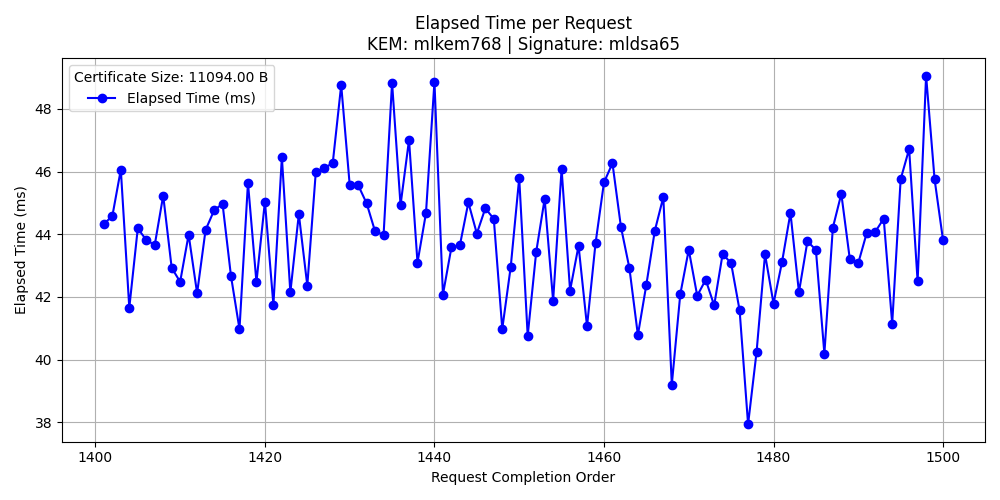 Elapsed Time per Request
KEM: mlkem768 | Signature: mldsa65
Certificate Size: 11094.00 B
Elapsed Time (ms)
Elapsed Time (ms)
48
46
44
42
40
38
1400
1420
1440
1460
1480
1500
Request Completion Order